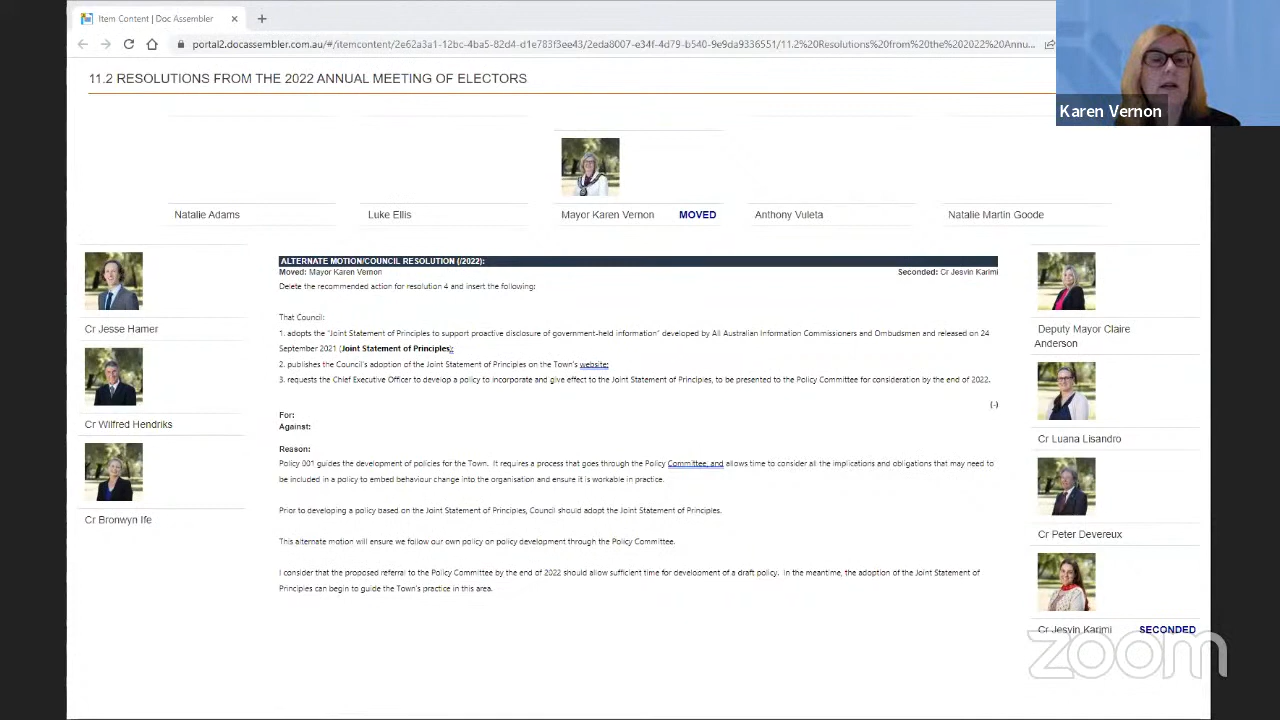 Item Content | Doc Assembler
portal2.docassembler.com.au/#/itemcontent/2e62a3a1-12bc-4ba5-82d4-d1e783f3ee43/2eda8007-e34f-4d79-b540-9e9da9336551/11.2%20Resolutions%20from%20the%202022%20Annu...
Karen Vernon
11.2 RESOLUTIONS FROM THE 2022 ANNUAL MEETING OF ELECTORS
Natalie Adams
Luke Ellis
Mayor Karen Vernon MOVED
Anthony Vuleta
Natalie Martin Goode
Cr Jesse Hamer
Cr Wilfred Hendriks
Cr Bronwyn Ife
ALTERNATE MOTION/COUNCIL RESOLUTION (/2022):
Moved: Mayor Karen Vernon Seconded: Cr Jesvin Karimi
Delete the recommended action for resolution 4 and insert the following:
That Council:
1. adopts the "Joint Statement of Principles to support proactive disclosure of government-held information" developed by All Australian Information Commissioners and Ombudsmen and released on 24
September 2021 (Joint Statement of Principles);
2. publishes the Council's adoption of the Joint Statement of Principles on the Town's website;
3. requests the Chief Executive Officer to develop a policy to incorporate and give effect to the Joint Statement of Principles, to be presented to the Policy Committee for consideration by the end of 2022.
(-)
For:
Against:
Reason:
Policy 001 guides the development of policies for the Town. It requires a process that goes through the Policy Committee, and allows time to consider all the implications and obligations that may need to
be included in a policy to embed behaviour change into the organisation and ensure it is workable in practice.
Prior to developing a policy based on the Joint Statement of Principles, Council should adopt the Joint Statement of Principles.
This alternate motion will ensure we follow our own policy on policy development through the Policy Committee.
I consider that the proposed referral to the Policy Committee by the end of 2022 should allow sufficient time for development of a draft policy. In the meantime, the adoption of the Joint Statement of
Principles can begin to guide the Town's practice in this area.
Deputy Mayor Claire
Anderson
Cr Luana Lisandro
Cr Peter Devereux
Cr Jesvin Karimi SECONDED
zoom